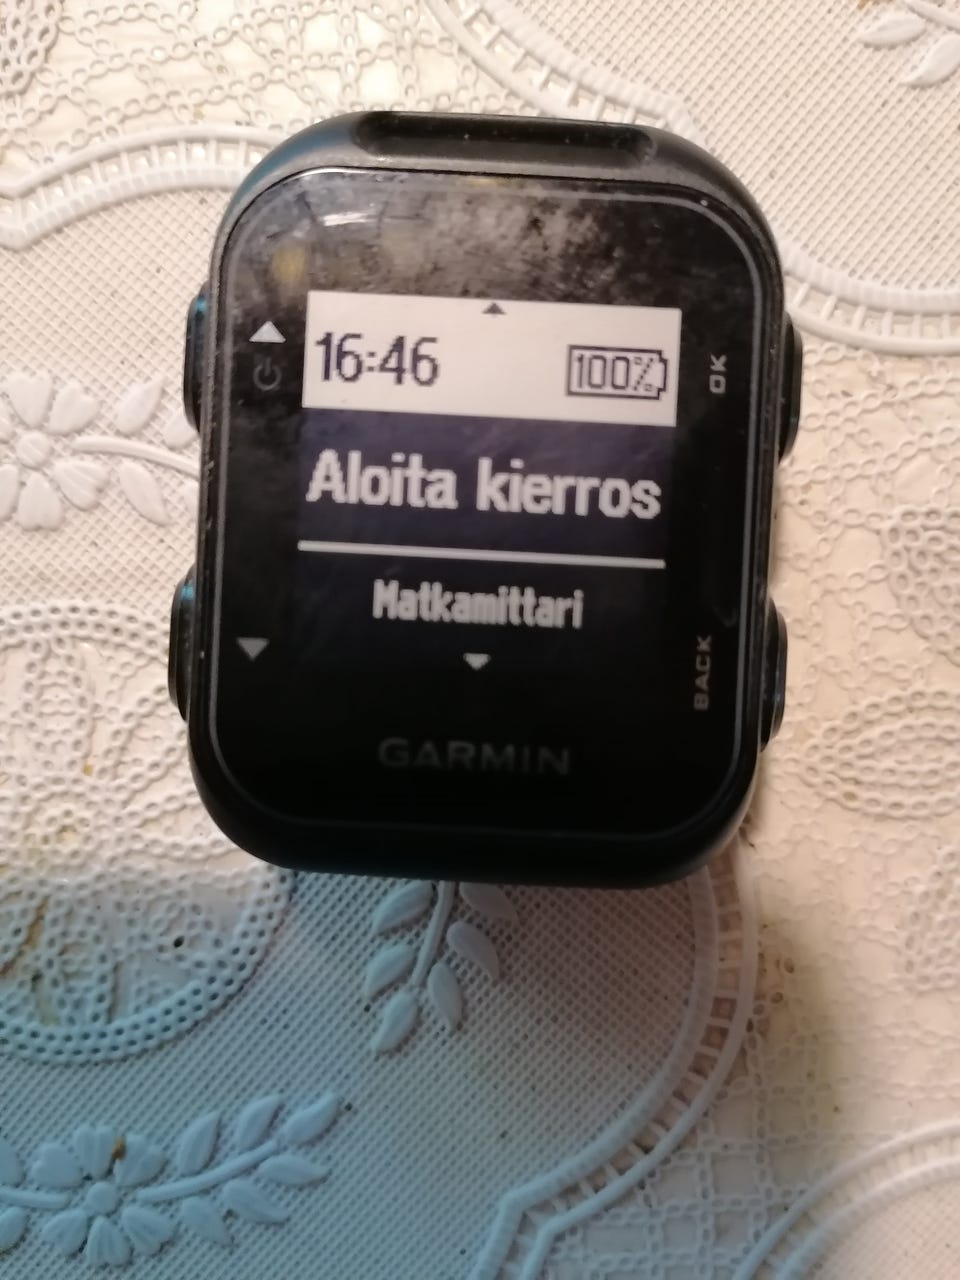 16:46 100%
OK
Aloita kierros
Matkamittari
BACK
GARMIN